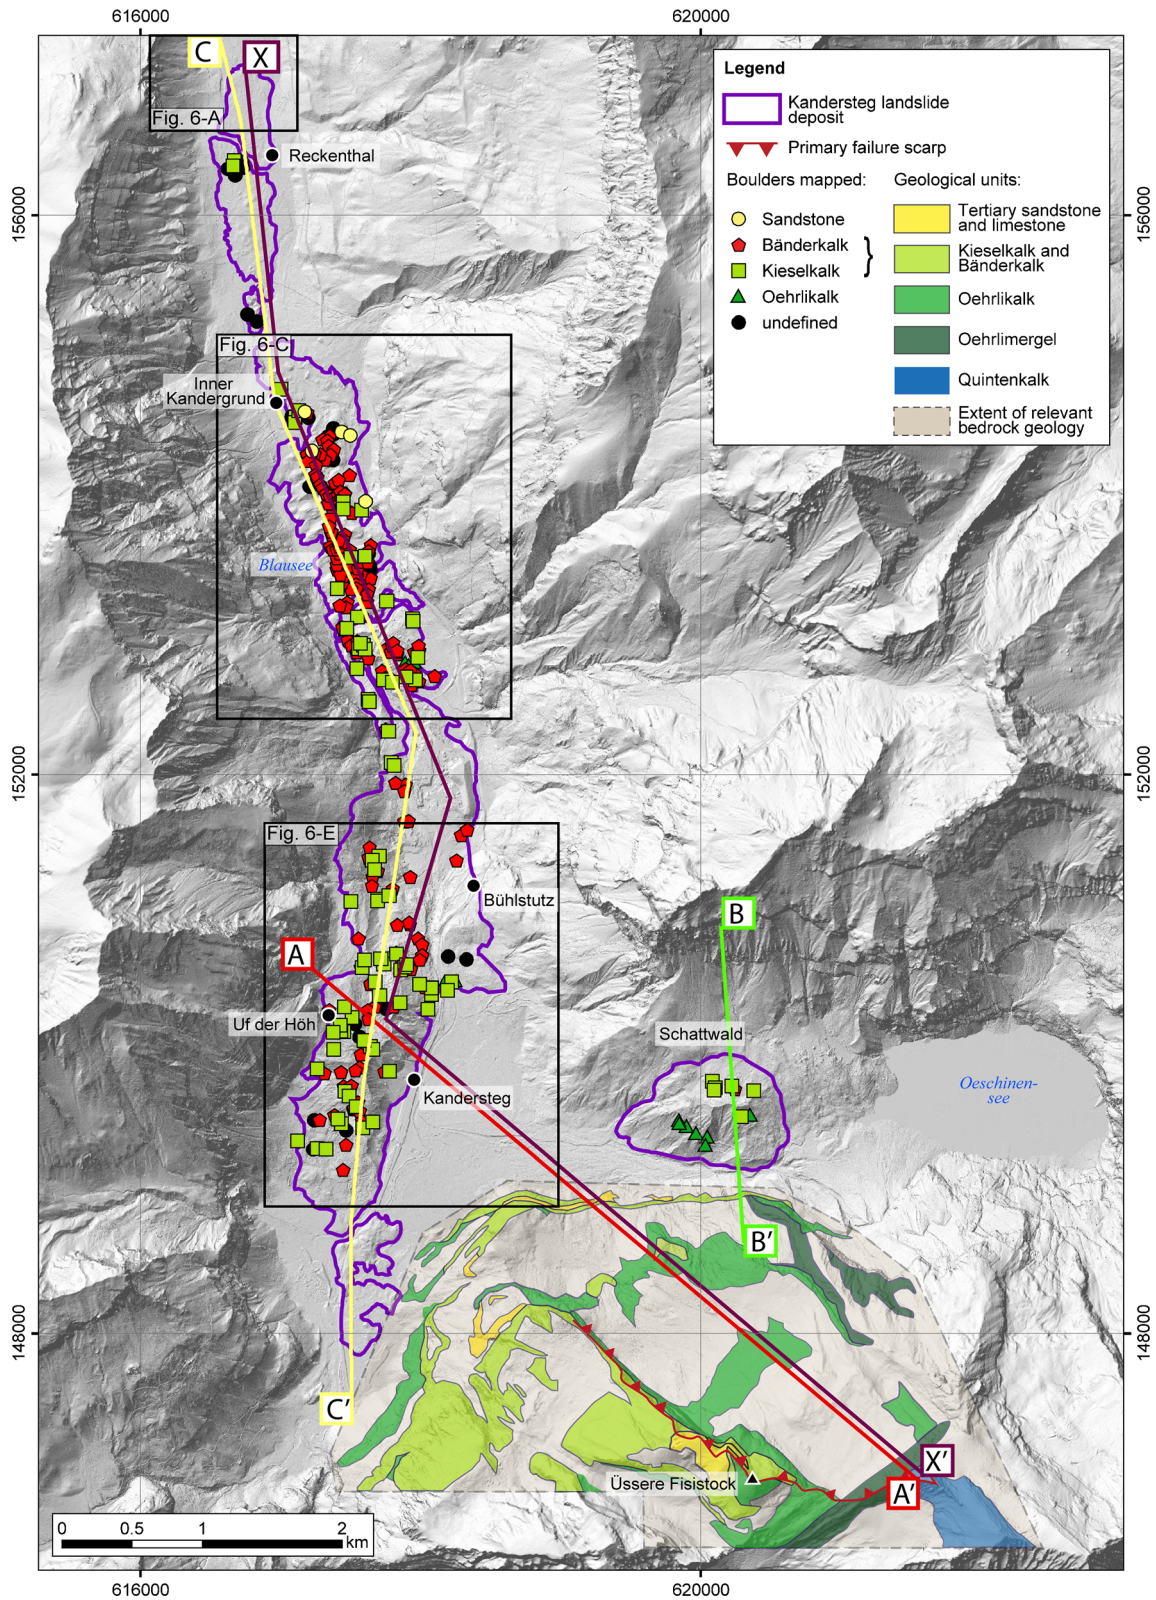 616000
620000
C
X
Legend
Kandersteg landslide
deposit
Primary failure scarp
Boulders mapped:
Geological units:
Sandstone
Bänderkalk
Kieselkalk
}
Oehrlikalk
undefined
Tertiary sandstone
and limestone
Kieselkalk and
Bänderkalk
Oehrlikalk
Oehrlimergel
Quintenkalk
Extent of relevant
bedrock geology
Fig. 6-A
Reckenthal
156000
156000
Fig. 6-C
Inner
Kandergrund
Blausee
152000
152000
Fig. 6-E
Bühlstutz
B
A
Uf der Höh
Schattwald
Oeschinen-
see
Kandersteg
B′
148000
148000
C′
Üssere Fisistock
X′
A′
0
0.5
1
2
km
616000
620000